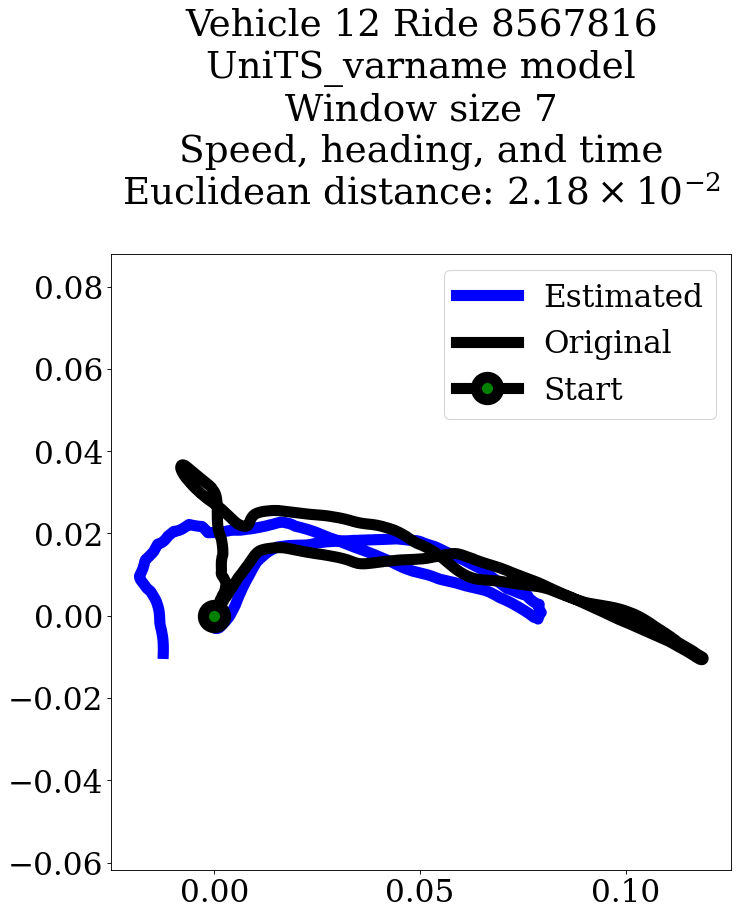 Vehicle 12 Ride 8567816
UniTS_varname model
Window size 7
Speed, heading, and time
Euclidean distance: 2.18 × 10⁻²
Estimated
Original
Start
0.08
0.06
0.04
0.02
0.00
−0.02
−0.04
−0.06
0.00 0.05 0.10